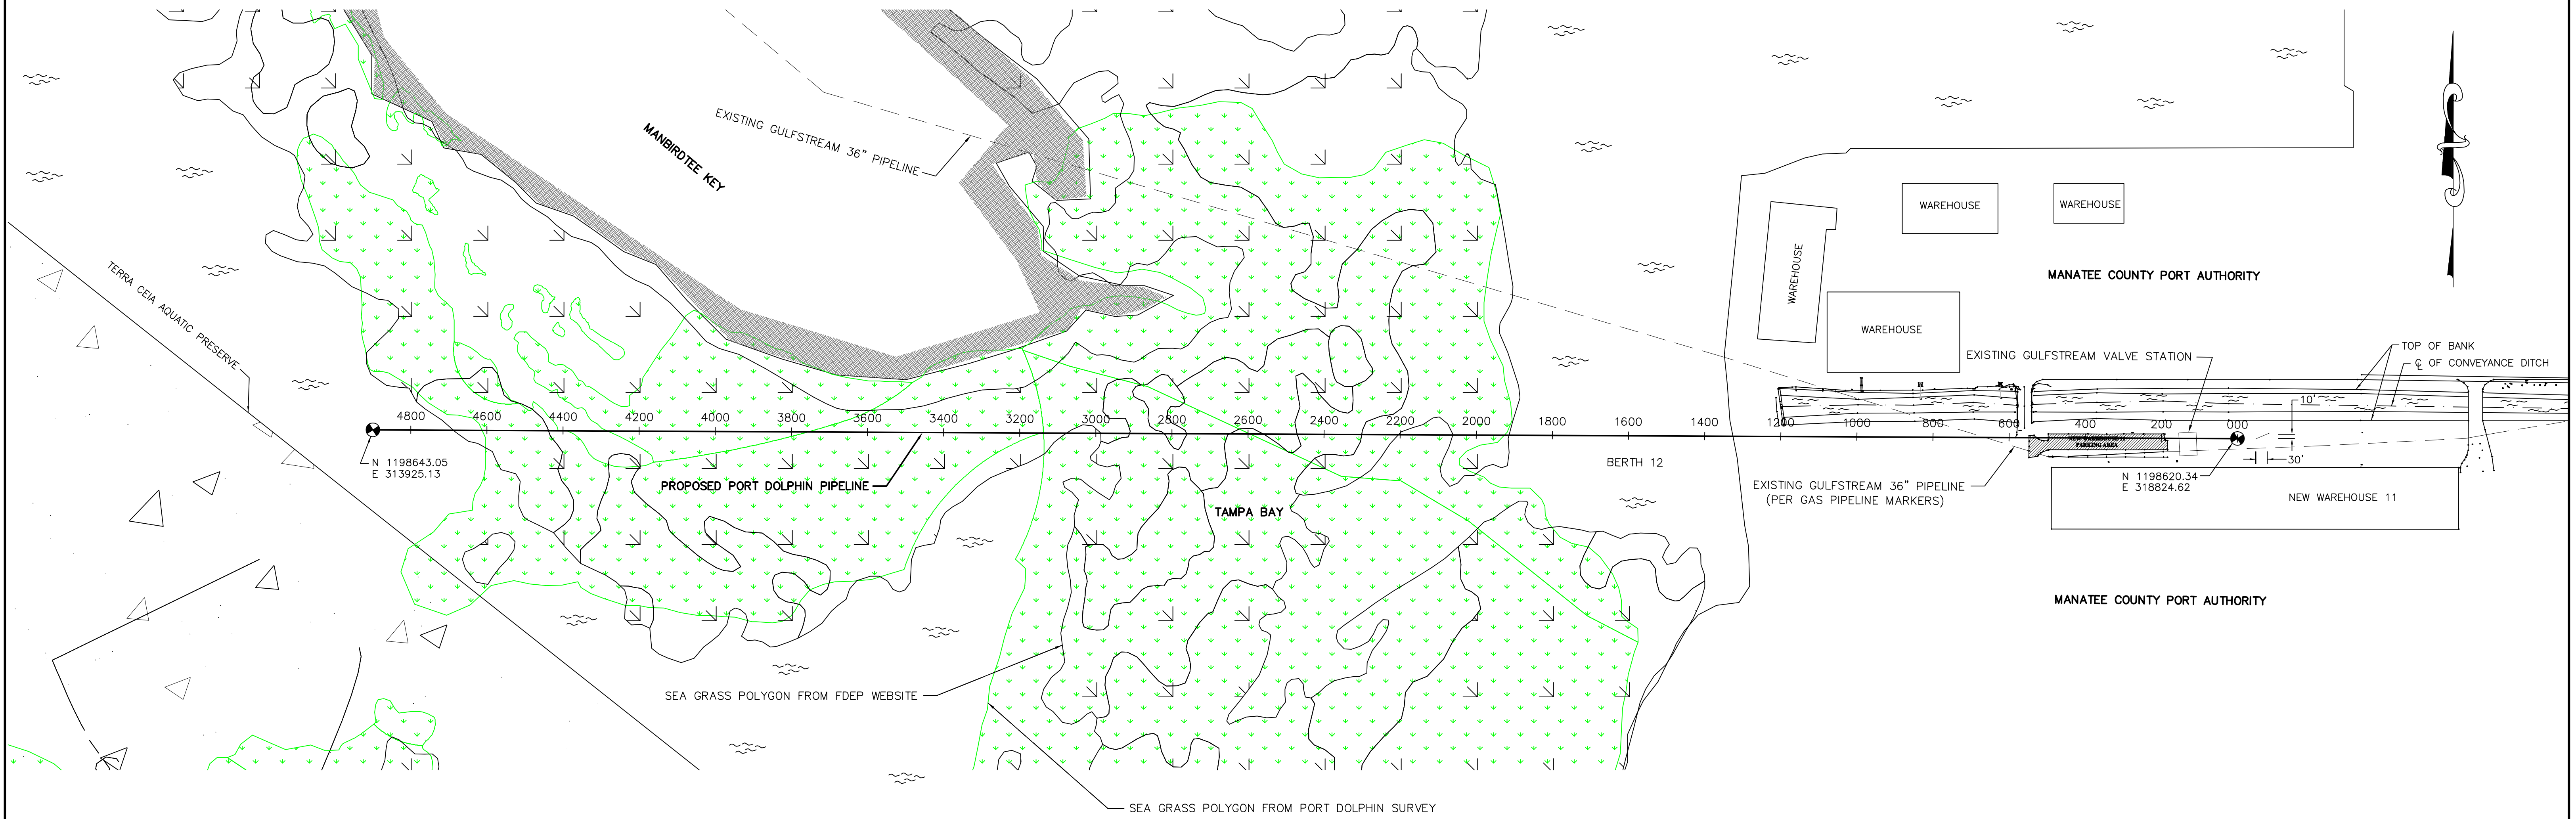 EXISTING GULFSTREAM 36" PIPELINE
MANBIRDTEE KEY
TERRA CEIA AQUATIC PRESERVE
WAREHOUSE
WAREHOUSE
WAREHOUSE
WAREHOUSE
MANATEE COUNTY PORT AUTHORITY
EXISTING GULFSTREAM VALVE STATION
TOP OF BANK
℄ OF CONVEYANCE DITCH
10'
4800 4600 4400 4200 4000 3800 3600 3400 3200 3000 2800 2600 2400 2200 2000 1800 1600 1400 1200 1000 800 600 400 200 000
NEW WAREHOUSE 11
PARKING AREA
30'
N 1198643.05
E 313925.13
BERTH 12
PROPOSED PORT DOLPHIN PIPELINE
EXISTING GULFSTREAM 36" PIPELINE
(PER GAS PIPELINE MARKERS)
N 1198620.34
E 318824.62
NEW WAREHOUSE 11
TAMPA BAY
MANATEE COUNTY PORT AUTHORITY
SEA GRASS POLYGON FROM FDEP WEBSITE
SEA GRASS POLYGON FROM PORT DOLPHIN SURVEY